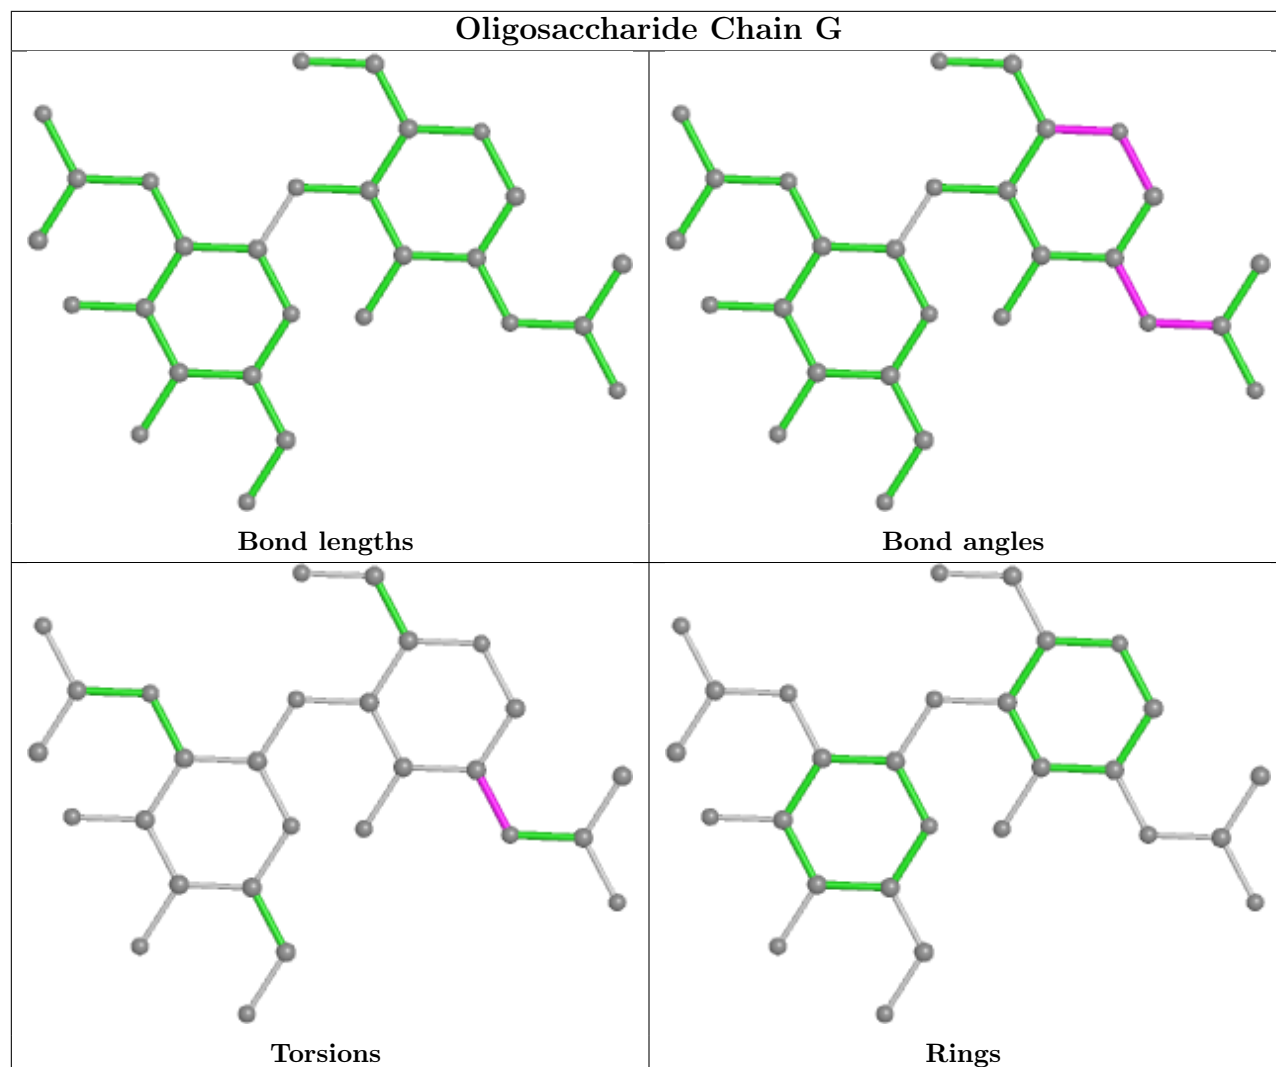 Oligosaccharide Chain G
Bond lengths
Bond angles
Torsions
Rings